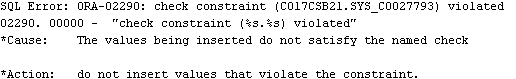 SQL Error: ORA-02290: check constraint (C017CSB21.SYS_C0027793) violated
02290. 00000 -  "check constraint (%s.%s) violated"
*Cause:    The values being inserted do not satisfy the named check
*Action:   do not insert values that violate the constraint.